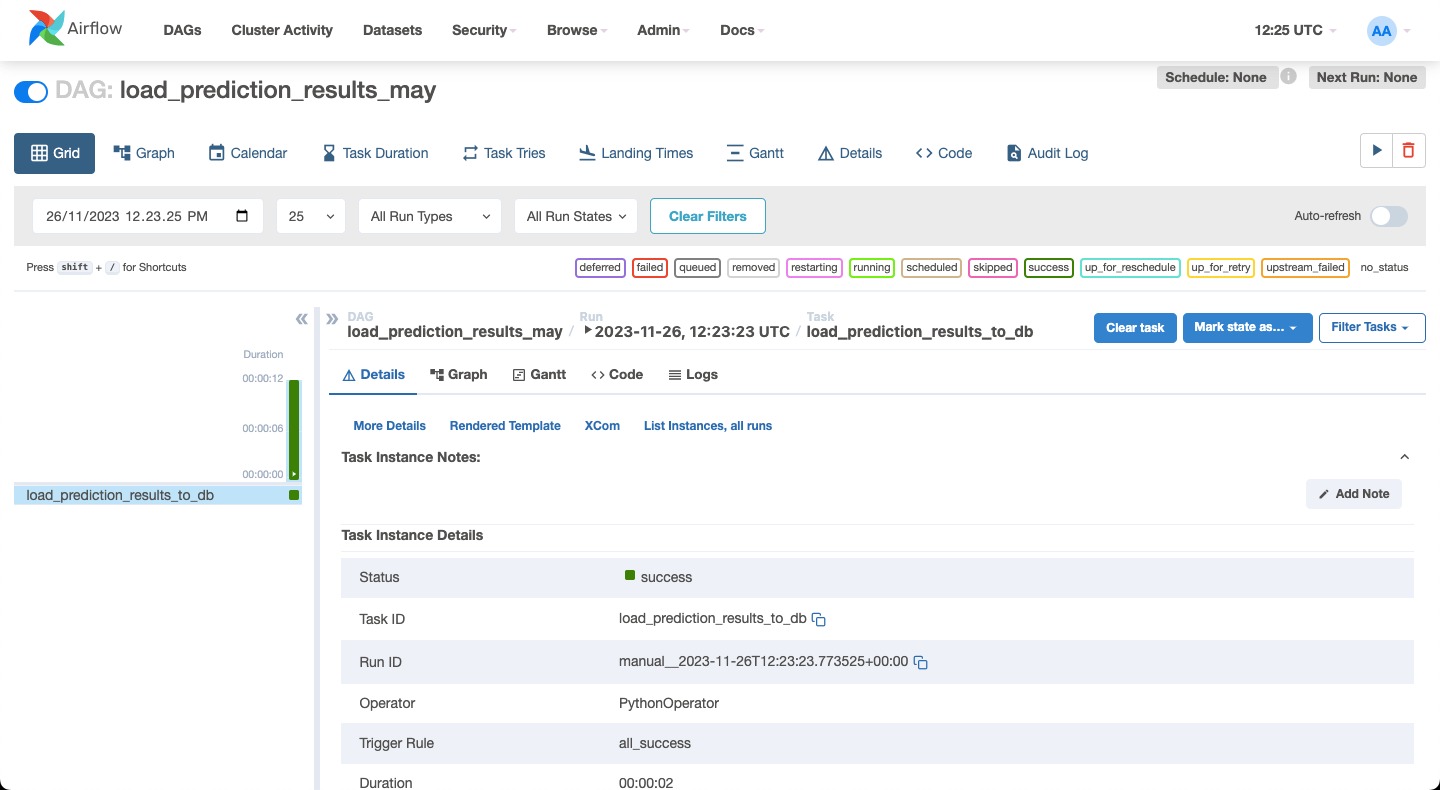 Airflow DAGs Cluster Activity Datasets Security Browse Admin Docs 12:25 UTC AA
DAG: load_prediction_results_may Schedule: None i Next Run: None
Grid Graph Calendar Task Duration Task Tries Landing Times Gantt Details Code Audit Log
26/11/2023 12.23.25 PM 25 All Run Types All Run States Clear Filters Auto-refresh
Press shift + / for Shortcuts deferred failed queued removed restarting running scheduled skipped success up_for_reschedule up_for_retry upstream_failed no_status
DAG Run Task
load_prediction_results_may / 2023-11-26, 12:23:23 UTC / load_prediction_results_to_db Clear task Mark state as... Filter Tasks
Duration
00:00:12
00:00:06
00:00:00
load_prediction_results_to_db
Details Graph Gantt Code Logs
More Details Rendered Template XCom List Instances, all runs
Task Instance Notes:
Add Note
Task Instance Details
Status success
Task ID load_prediction_results_to_db
Run ID manual__2023-11-26T12:23:23.773525+00:00
Operator PythonOperator
Trigger Rule all_success
Duration 00:00:02